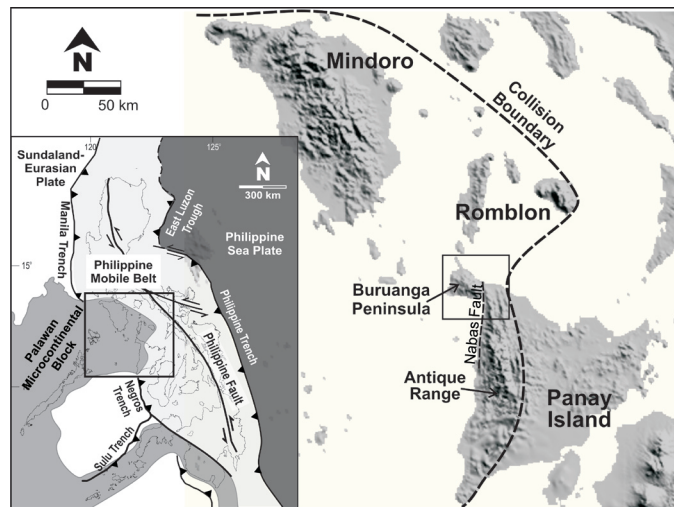 N
0 50 km
Mindoro
Collision
Boundary
Romblon
Buruanga
Peninsula
Nabas Fault
Antique
Range
Panay
Island
120
125°
Sundaland-
Eurasian
Plate
N
300 km
Manila Trench
East Luzon
Trough
Philippine
Sea Plate
15°
Philippine
Mobile Belt
Palawan
Microcontinental
Block
Philippine Trench
Philippine Fault
Negros
Trench
Sulu Trench